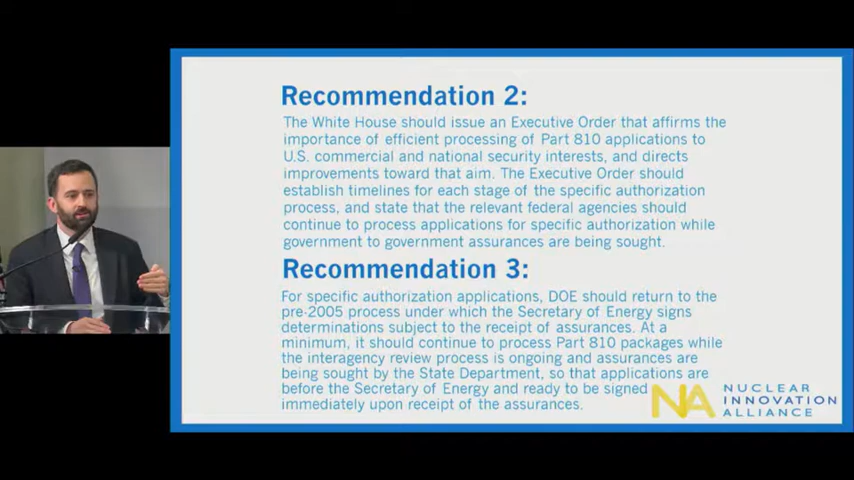 Recommendation 2:
The White House should issue an Executive Order that affirms the
importance of efficient processing of Part 810 applications to
U.S. commercial and national security interests, and directs
improvements toward that aim. The Executive Order should
establish timelines for each stage of the specific authorization
process, and state that the relevant federal agencies should
continue to process applications for specific authorization while
government to government assurances are being sought.
Recommendation 3:
For specific authorization applications, DOE should return to the
pre-2005 process under which the Secretary of Energy signs
determinations subject to the receipt of assurances. At a
minimum, it should continue to process Part 810 packages while
the interagency review process is ongoing and assurances are
being sought by the State Department, so that applications are
before the Secretary of Energy and ready to be signed
immediately upon receipt of the assurances.
NA
NUCLEAR
INNOVATION
ALLIANCE